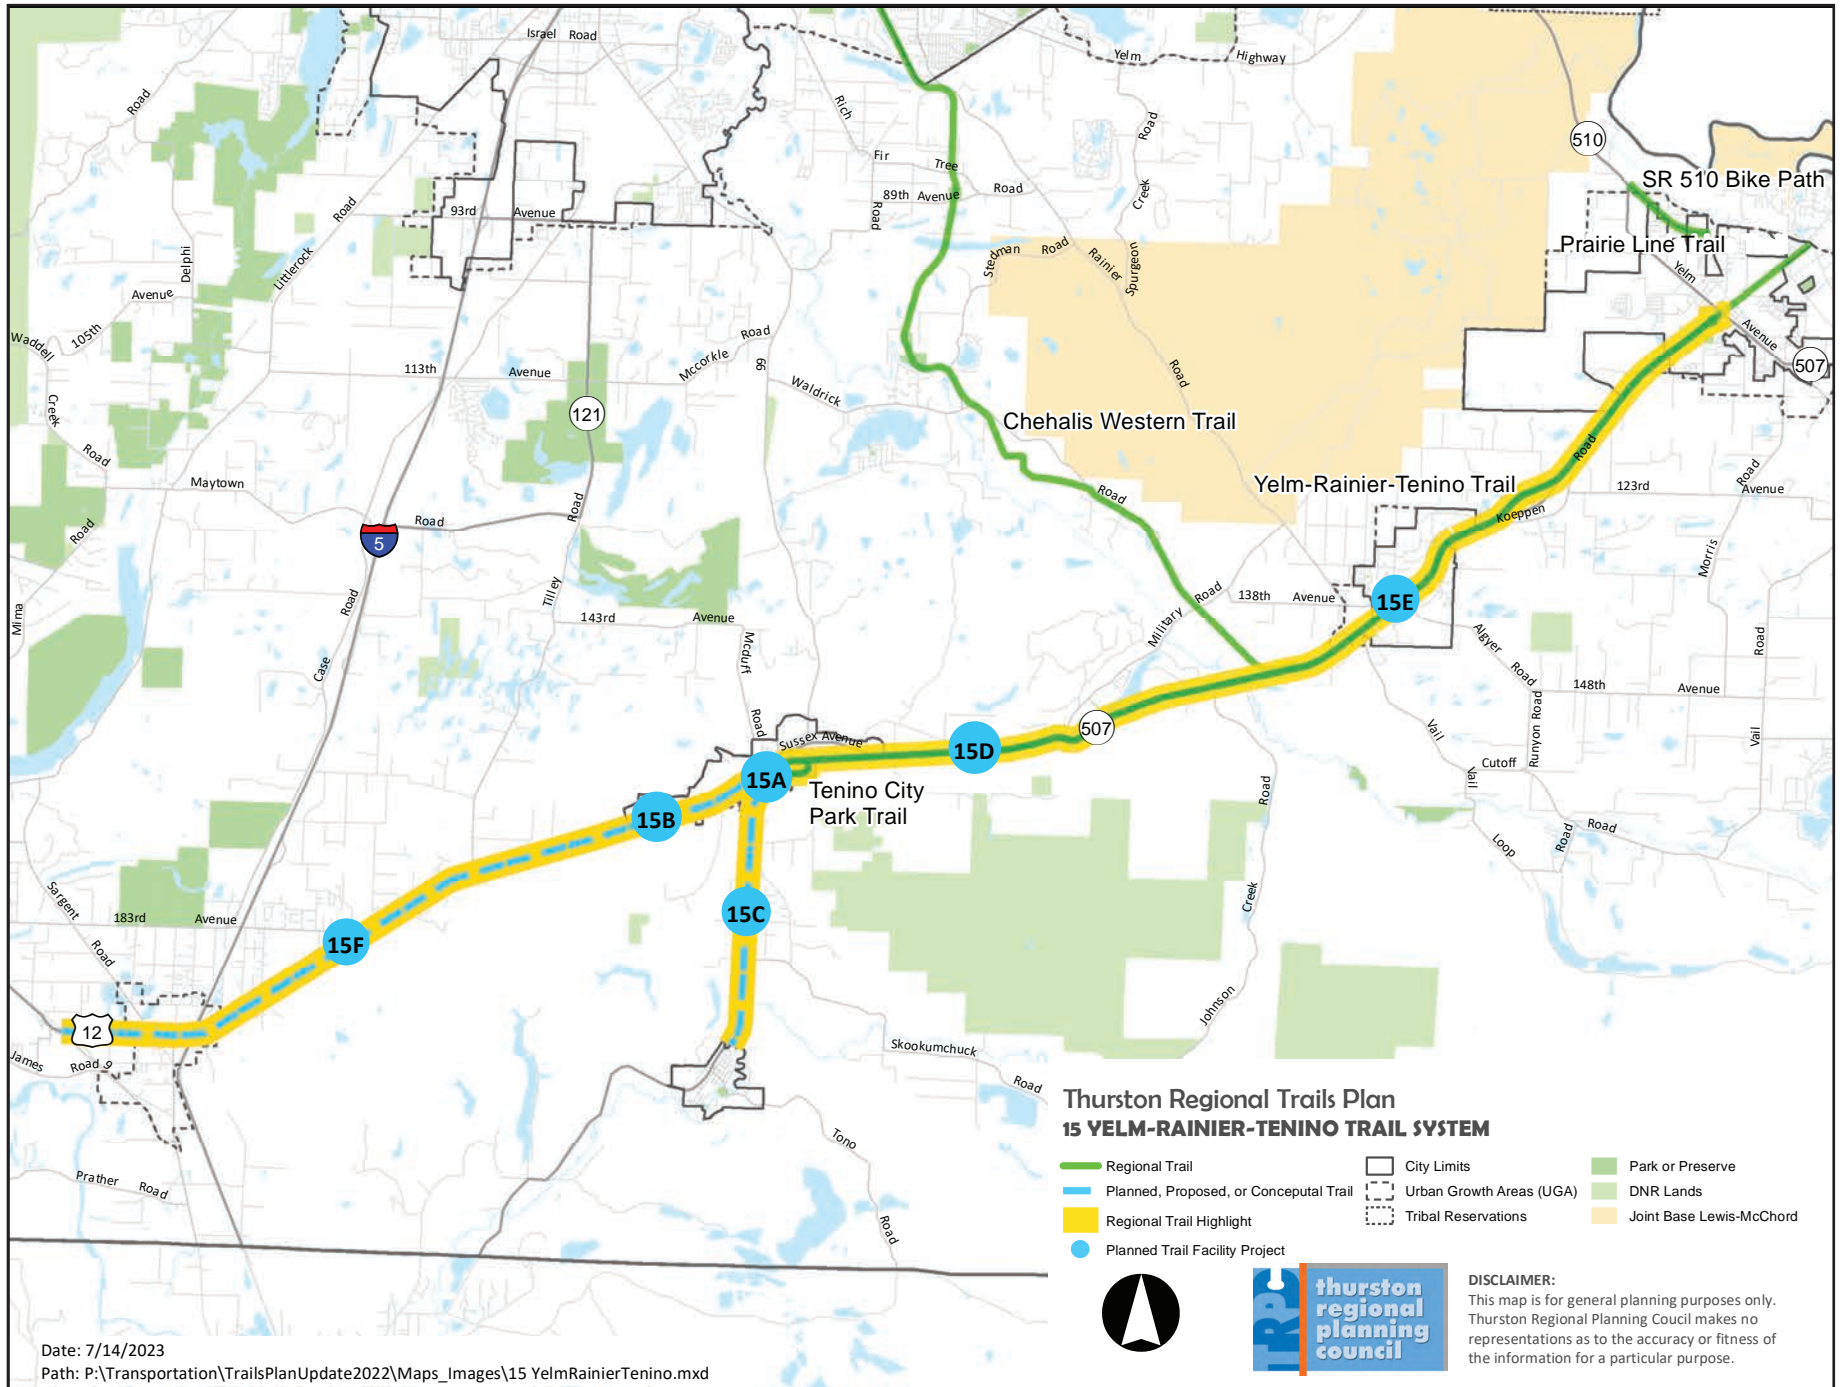 Israel Road
Yelm Highway
Road
Rich
Road
510
Fir Tree Road
SR 510 Bike Path
89th Avenue
Creek
Road
93rd Avenue
Road
Delphi
Littlerock
Stedman Road
Rainier
Spurgeon
Prairie Line Trail
Yelm
Avenue
Avenue
105th
Waddell
Creek
Road
Mccorkle Road
66
113th Avenue
Waldrick
Road
507
121
Chehalis Western Trail
Road
Yelm-Rainier-Tenino Trail
Maytown Road
Road
123rd Avenue
Road
Koeppen
5
Road
Road
Morris
Road
Case
Tilley
Road
Mima
143rd Avenue
Mcduff
Road
Military Road
138th Avenue
15E
Algyer
Road
148th Avenue
Road
Vail
Runyon Road
Vail
507
Sussex Avenue
15D
15A
Tenino City
Park Trail
Cutoff
Vail
Loop
Road
Road
15B
Road
Creek
Johnson
15C
Sargent
Road
183rd Avenue
15F
12
James Road 9
Skookumchuck
Road
Tono
Road
Prather Road
Thurston Regional Trails Plan
15 YELM-RAINIER-TENINO TRAIL SYSTEM
Regional Trail
Planned, Proposed, or Conceputal Trail
Regional Trail Highlight
Planned Trail Facility Project
City Limits
Urban Growth Areas (UGA)
Tribal Reservations
Park or Preserve
DNR Lands
Joint Base Lewis-McChord
TRPC
thurston
regional
planning
council
DISCLAIMER:
This map is for general planning purposes only.
Thurston Regional Planning Coucil makes no
representations as to the accuracy or fitness of
the information for a particular purpose.
Date: 7/14/2023
Path: P:\Transportation\TrailsPlanUpdate2022\Maps_Images\15 YelmRainierTenino.mxd